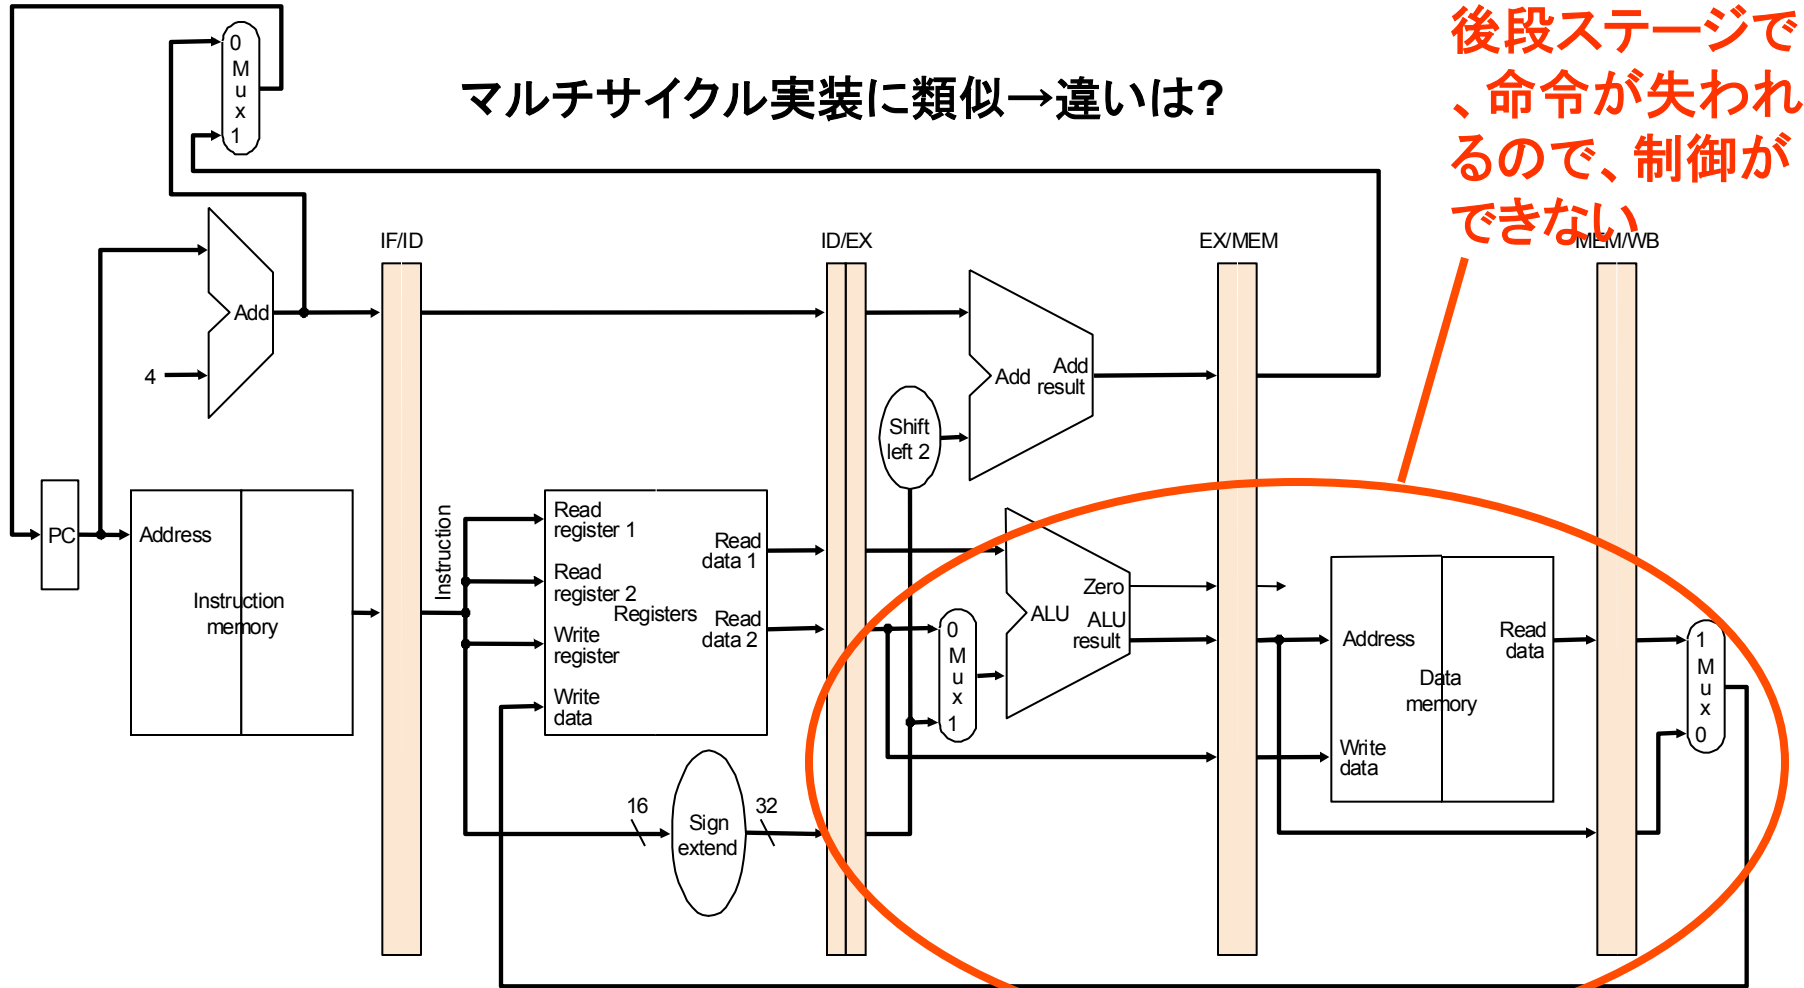 後段ステージで
、命令が失われ
るので、制御が
できない
マルチサイクル実装に類似→違いは?
0
M
u
x
1
IF/ID
ID/EX
EX/MEM
MEM/WB
Add
4
Add
Add
result
Shift
left 2
PC
Address
Instruction
memory
Instruction
Read
register 1
Read
register 2
Write
register
Write
data
Registers
Read
data 1
Read
data 2
0
M
u
x
1
Zero
ALU
ALU
result
Address
Read
data
Data
memory
Write
data
1
M
u
x
0
16
Sign
extend
32